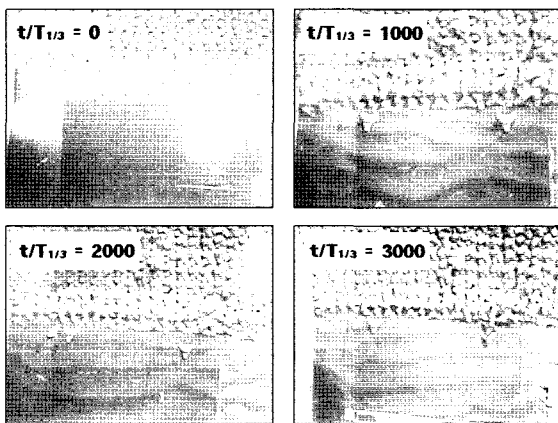 t/T1/3 = 0
t/T1/3 = 1000
t/T1/3 = 2000
t/T1/3 = 3000